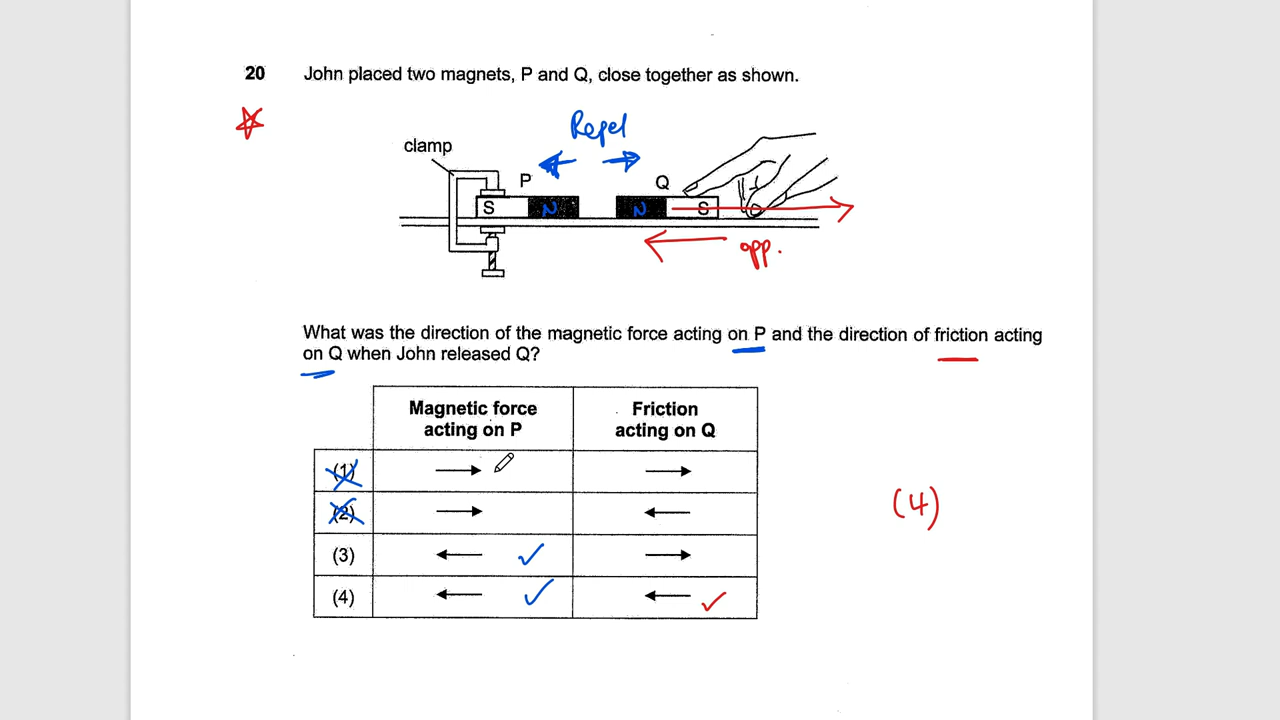 20 John placed two magnets, P and Q, close together as shown.
Repel
clamp
P
Q
S
N
N
S
opp.
What was the direction of the magnetic force acting on P and the direction of friction acting
on Q when John released Q?
Magnetic force
acting on P
Friction
acting on Q
(1)
(2)
(3)
(4)
(4)